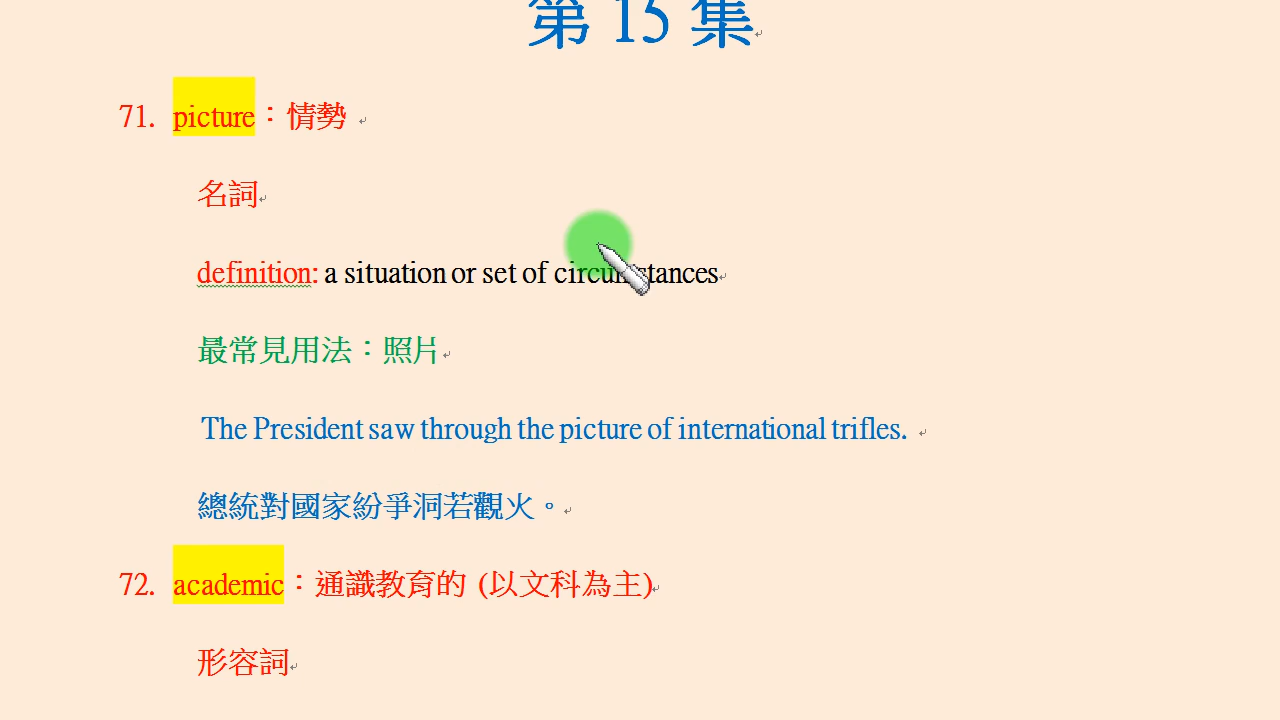 第 15 集
71. picture：情勢
名詞
definition: a situation or set of circumstances
最常見用法：照片
The President saw through the picture of international trifles.
總統對國家紛爭洞若觀火。
72. academic：通識教育的 (以文科為主)
形容詞